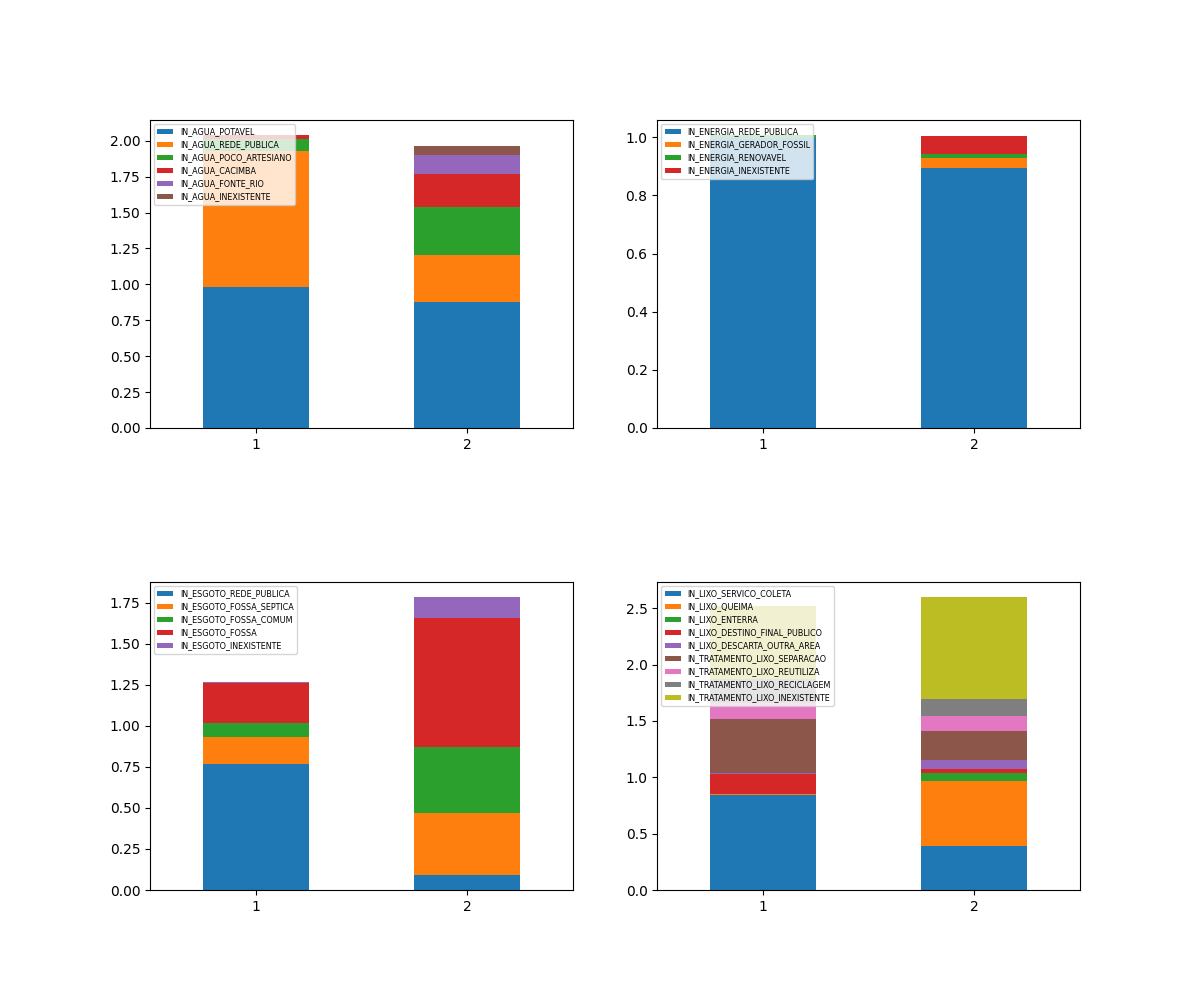 2.00
1.75
1.50
1.25
1.00
0.75
0.50
0.25
0.00
IN_AGUA_POTAVEL
IN_AGUA_REDE_PUBLICA
IN_AGUA_POCO_ARTESIANO
IN_AGUA_CACIMBA
IN_AGUA_FONTE_RIO
IN_AGUA_INEXISTENTE
1 2
1.0
0.8
0.6
0.4
0.2
0.0
IN_ENERGIA_REDE_PUBLICA
IN_ENERGIA_GERADOR_FOSSIL
IN_ENERGIA_RENOVAVEL
IN_ENERGIA_INEXISTENTE
1 2
1.75
1.50
1.25
1.00
0.75
0.50
0.25
0.00
IN_ESGOTO_REDE_PUBLICA
IN_ESGOTO_FOSSA_SEPTICA
IN_ESGOTO_FOSSA_COMUM
IN_ESGOTO_FOSSA
IN_ESGOTO_INEXISTENTE
1 2
2.5
2.0
1.5
1.0
0.5
0.0
IN_LIXO_SERVICO_COLETA
IN_LIXO_QUEIMA
IN_LIXO_ENTERRA
IN_LIXO_DESTINO_FINAL_PUBLICO
IN_LIXO_DESCARTA_OUTRA_AREA
IN_TRATAMENTO_LIXO_SEPARACAO
IN_TRATAMENTO_LIXO_REUTILIZA
IN_TRATAMENTO_LIXO_RECICLAGEM
IN_TRATAMENTO_LIXO_INEXISTENTE
1 2